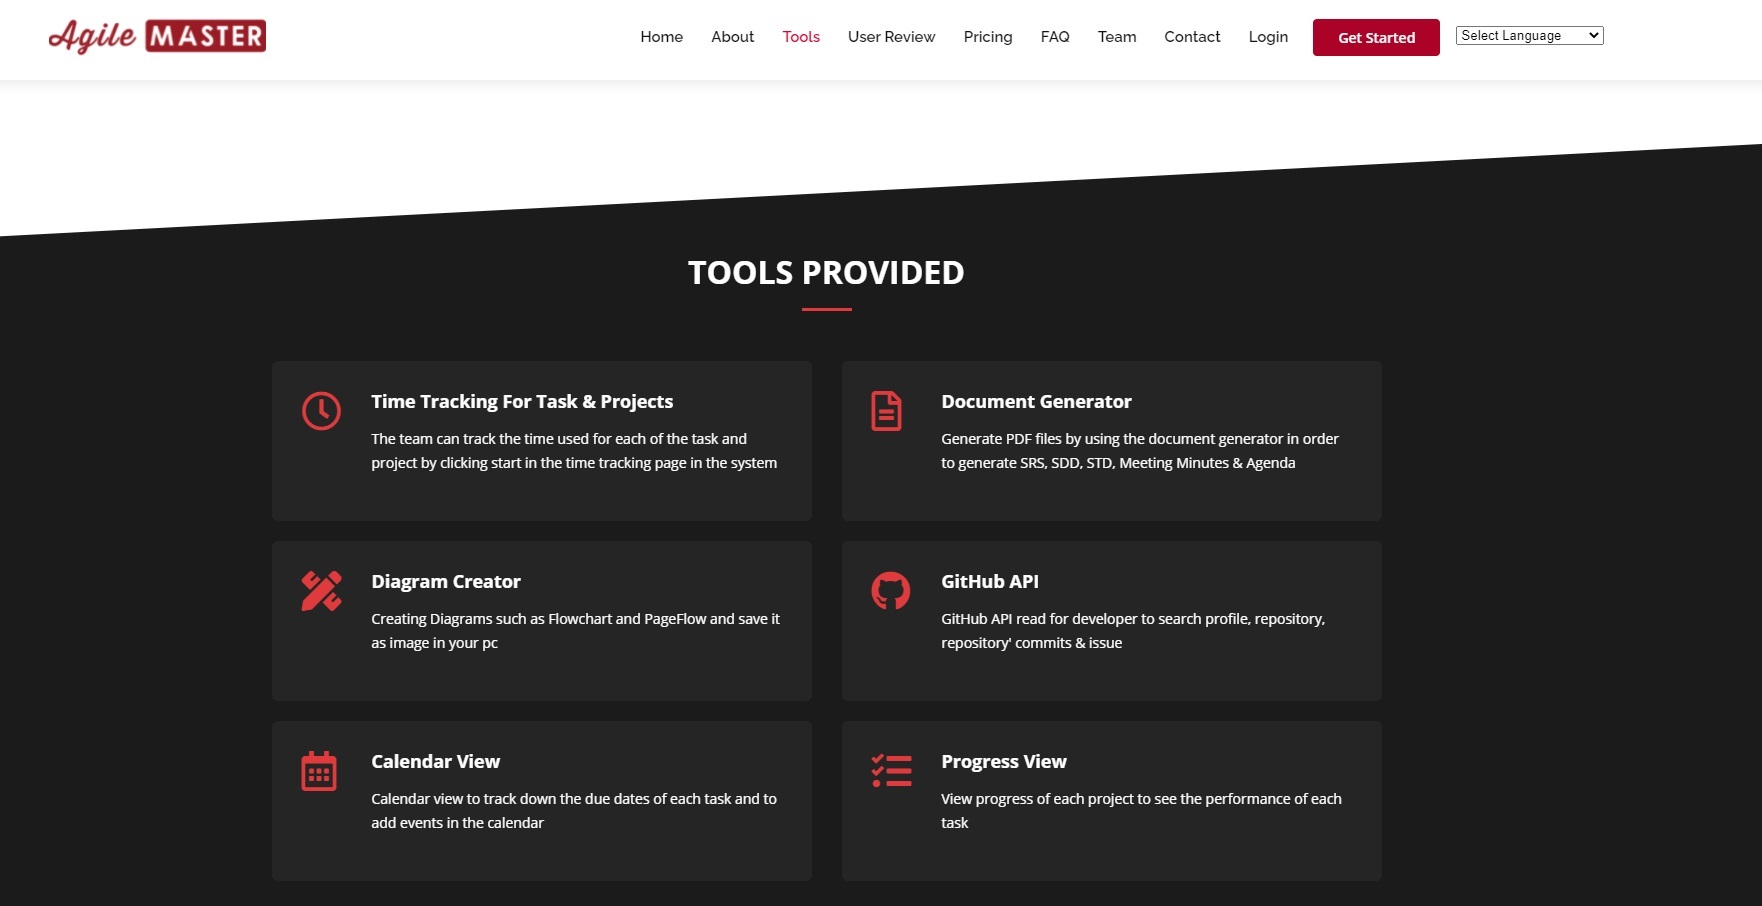 Agile MASTER
Home About Tools User Review Pricing FAQ Team Contact Login Get Started Select Language
TOOLS PROVIDED
Time Tracking For Task & Projects
The team can track the time used for each of the task and
project by clicking start in the time tracking page in the system
Document Generator
Generate PDF files by using the document generator in order
to generate SRS, SDD, STD, Meeting Minutes & Agenda
Diagram Creator
Creating Diagrams such as Flowchart and PageFlow and save it
as image in your pc
GitHub API
GitHub API read for developer to search profile, repository,
repository' commits & issue
Calendar View
Calendar view to track down the due dates of each task and to
add events in the calendar
Progress View
View progress of each project to see the performance of each
task